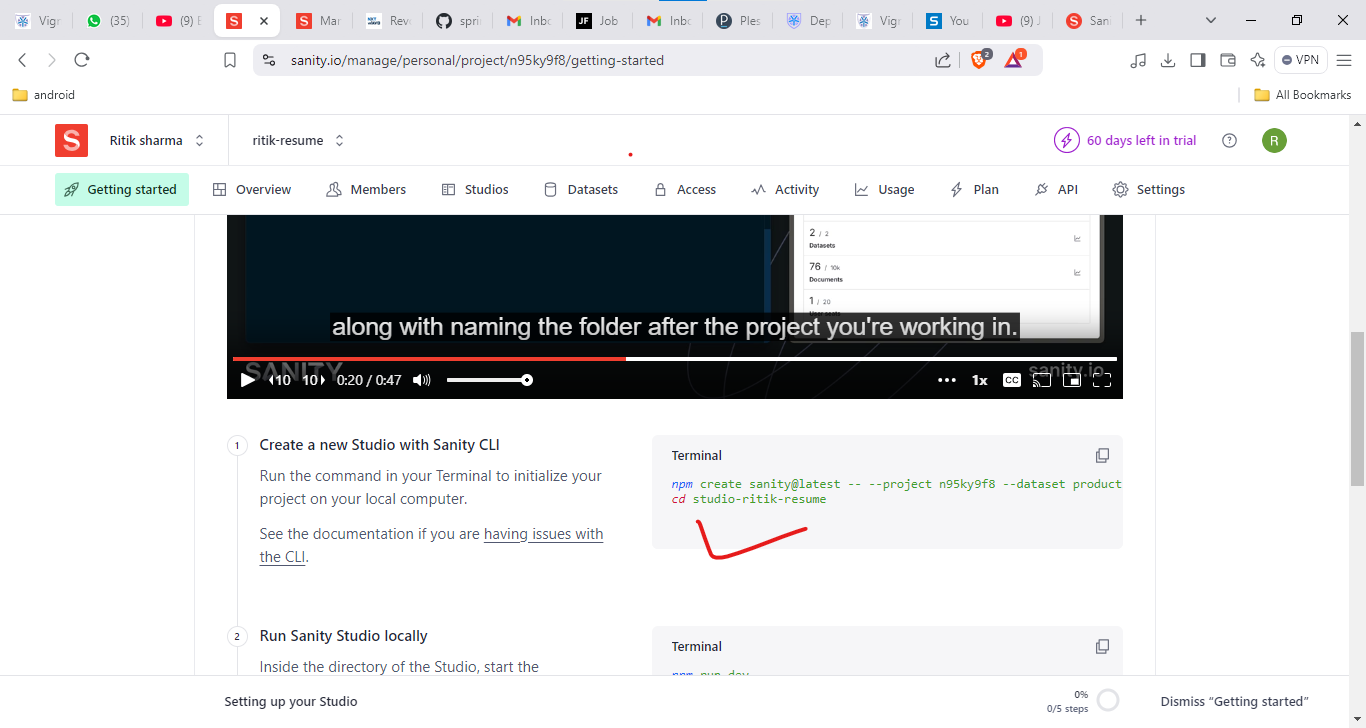 Vigr
(35)
(9) E
S
S Mar
Rev
spri
Inbo
JF Job
Inbo
P Ples
Dep
Vigr
S You
(9) J
S Sani
sanity.io/manage/personal/project/n95ky9f8/getting-started
2
1
VPN
android
All Bookmarks
S Ritik sharma
ritik-resume
60 days left in trial
R
Getting started
Overview
Members
Studios
Datasets
Access
Activity
Usage
Plan
API
Settings
2 / 2
Datasets
76 / 10k
Documents
1 / 20
User seats
along with naming the folder after the project you're working in.
SANITY
sanity.io
10 10 0:20 / 0:47
1x CC
1 Create a new Studio with Sanity CLI
Run the command in your Terminal to initialize your
project on your local computer.
See the documentation if you are having issues with
the CLI.
Terminal
npm create sanity@latest -- --project n95ky9f8 --dataset product
cd studio-ritik-resume
2 Run Sanity Studio locally
Inside the directory of the Studio, start the
Terminal
npm run dev
Setting up your Studio
0%
0/5 steps
Dismiss “Getting started”